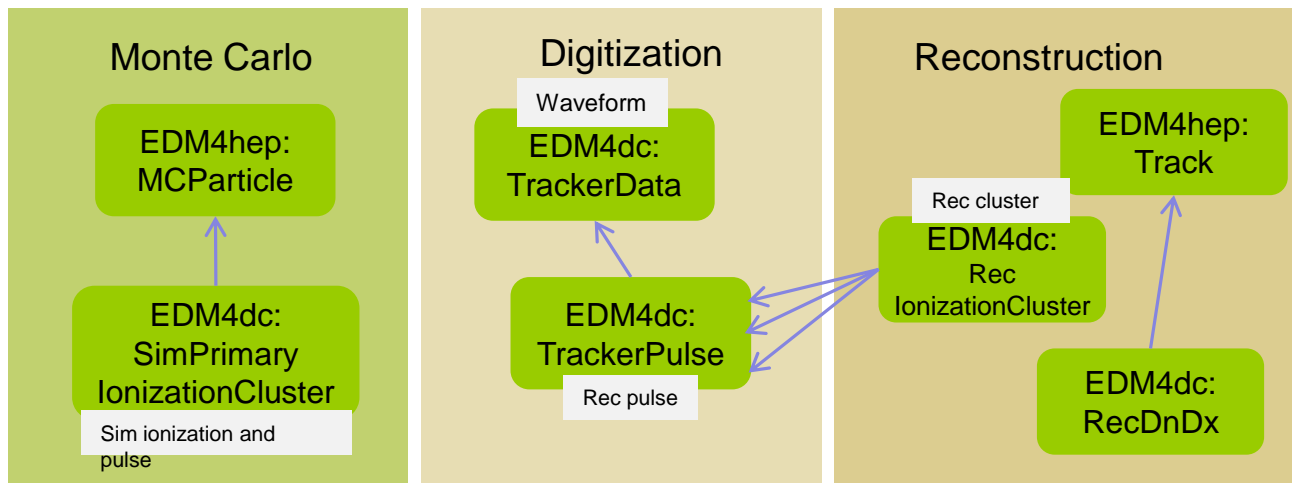 Monte Carlo
EDM4hep:
MCParticle
EDM4dc:
SimPrimary
IonizationCluster
Sim ionization and
pulse
Digitization
Waveform
EDM4dc:
TrackerData
EDM4dc:
TrackerPulse
Rec pulse
Reconstruction
EDM4hep:
Track
Rec cluster
EDM4dc:
Rec
IonizationCluster
EDM4dc:
RecDnDx